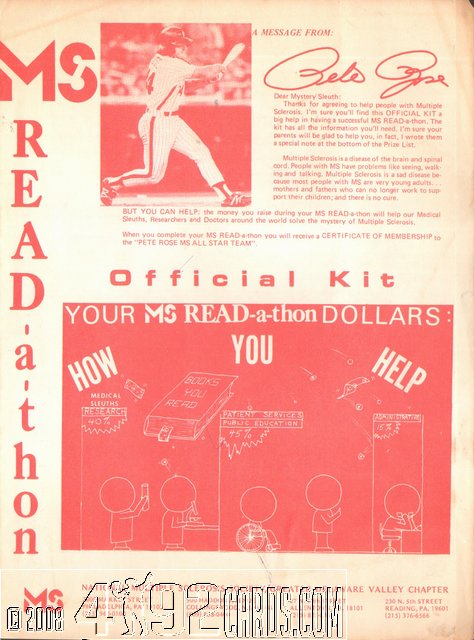 MS
READ-a-thon
A MESSAGE FROM:
Pete Rose
Dear Mystery Sleuth:
Thanks for agreeing to help people with Multiple
Sclerosis. I'm sure you'll find this OFFICIAL KIT a
big help in having a successful MS READ-a-thon. The
kit has all the information you'll need. I'm sure your
parents will be glad to help you, in fact, I wrote them
a special note at the bottom of the Prize List.
Multiple Sclerosis is a disease of the brain and spinal
cord. People with MS have problems like seeing, walk-
ing and talking. Multiple Sclerosis is a sad disease be-
cause most people with MS are very young adults . . .
mothers and fathers who can no longer work to sup-
port their children; and there is no cure.
BUT YOU CAN HELP; the money you raise during your MS READ-a-thon will help our Medical
Sleuths, Researchers and Doctors around the world solve the mystery of Multiple Sclerosis.
When you complete your MS READ-a-thon you will receive a CERTIFICATE OF MEMBERSHIP to
the "PETE ROSE MS ALL STAR TEAM".
Official Kit
YOUR MS READ-a-thon DOLLARS:
HOW YOU HELP
MEDICAL
SLEUTHS
RESEARCH
40%
BOOKS
YOU
READ
PATIENT SERVICES
PUBLIC EDUCATION
45%
ADMINISTRATIVE
15%
MS
NATIONAL MULTIPLE SCLEROSIS
WARE VALLEY CHAPTER
230 N. 5th STREET
18101
READING, PA. 19601
(215) 376-6566
© 2008 4192CARDS.COM